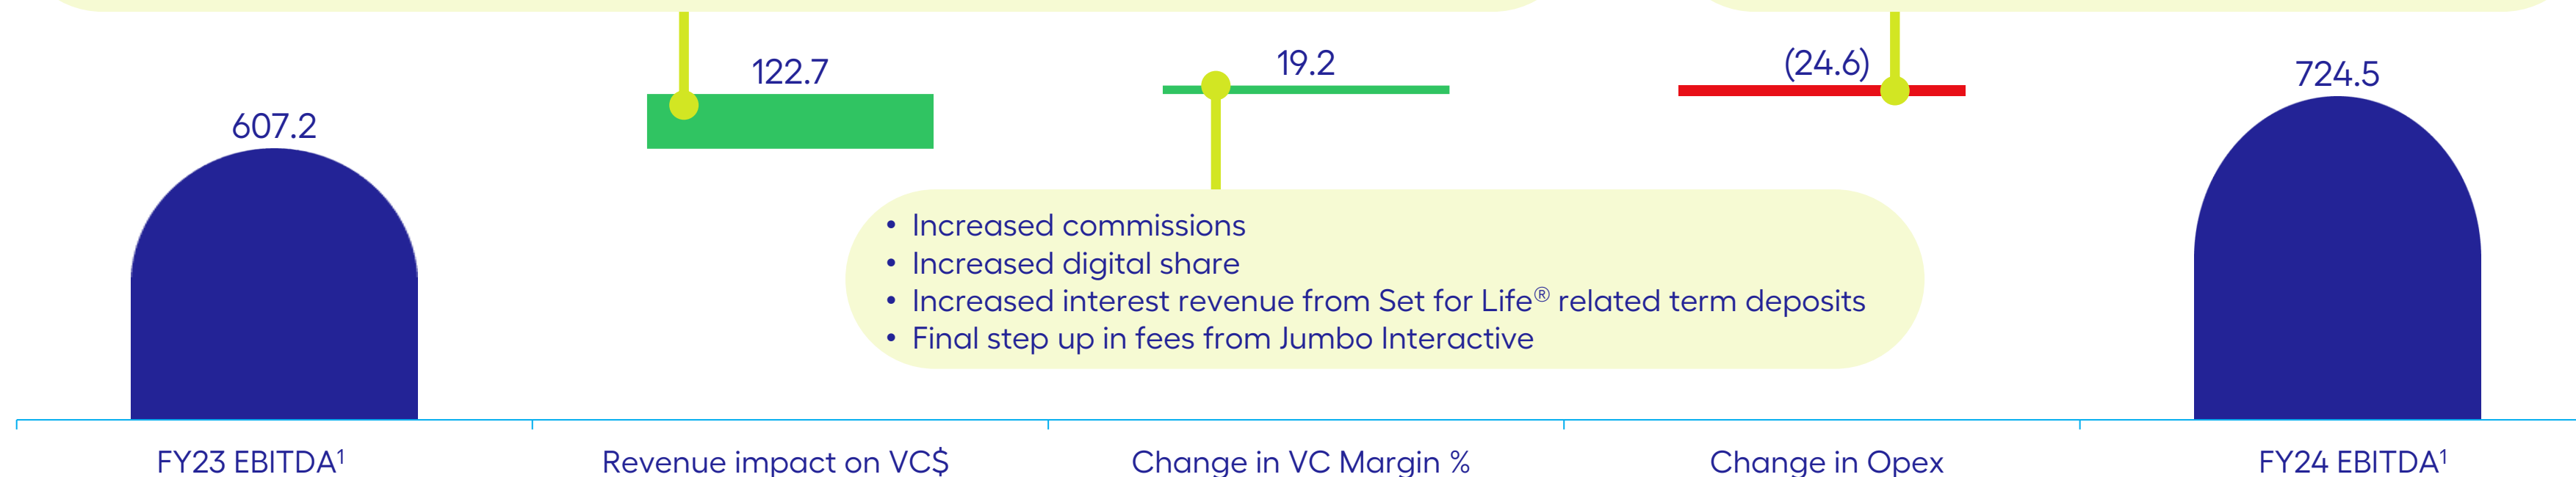 122.7
19.2
(24.6)
724.5
607.2
• Increased commissions
• Increased digital share
• Increased interest revenue from Set for Life® related term deposits
• Final step up in fees from Jumbo Interactive
FY23 EBITDA¹
Revenue impact on VC$
Change in VC Margin %
Change in Opex
FY24 EBITDA¹